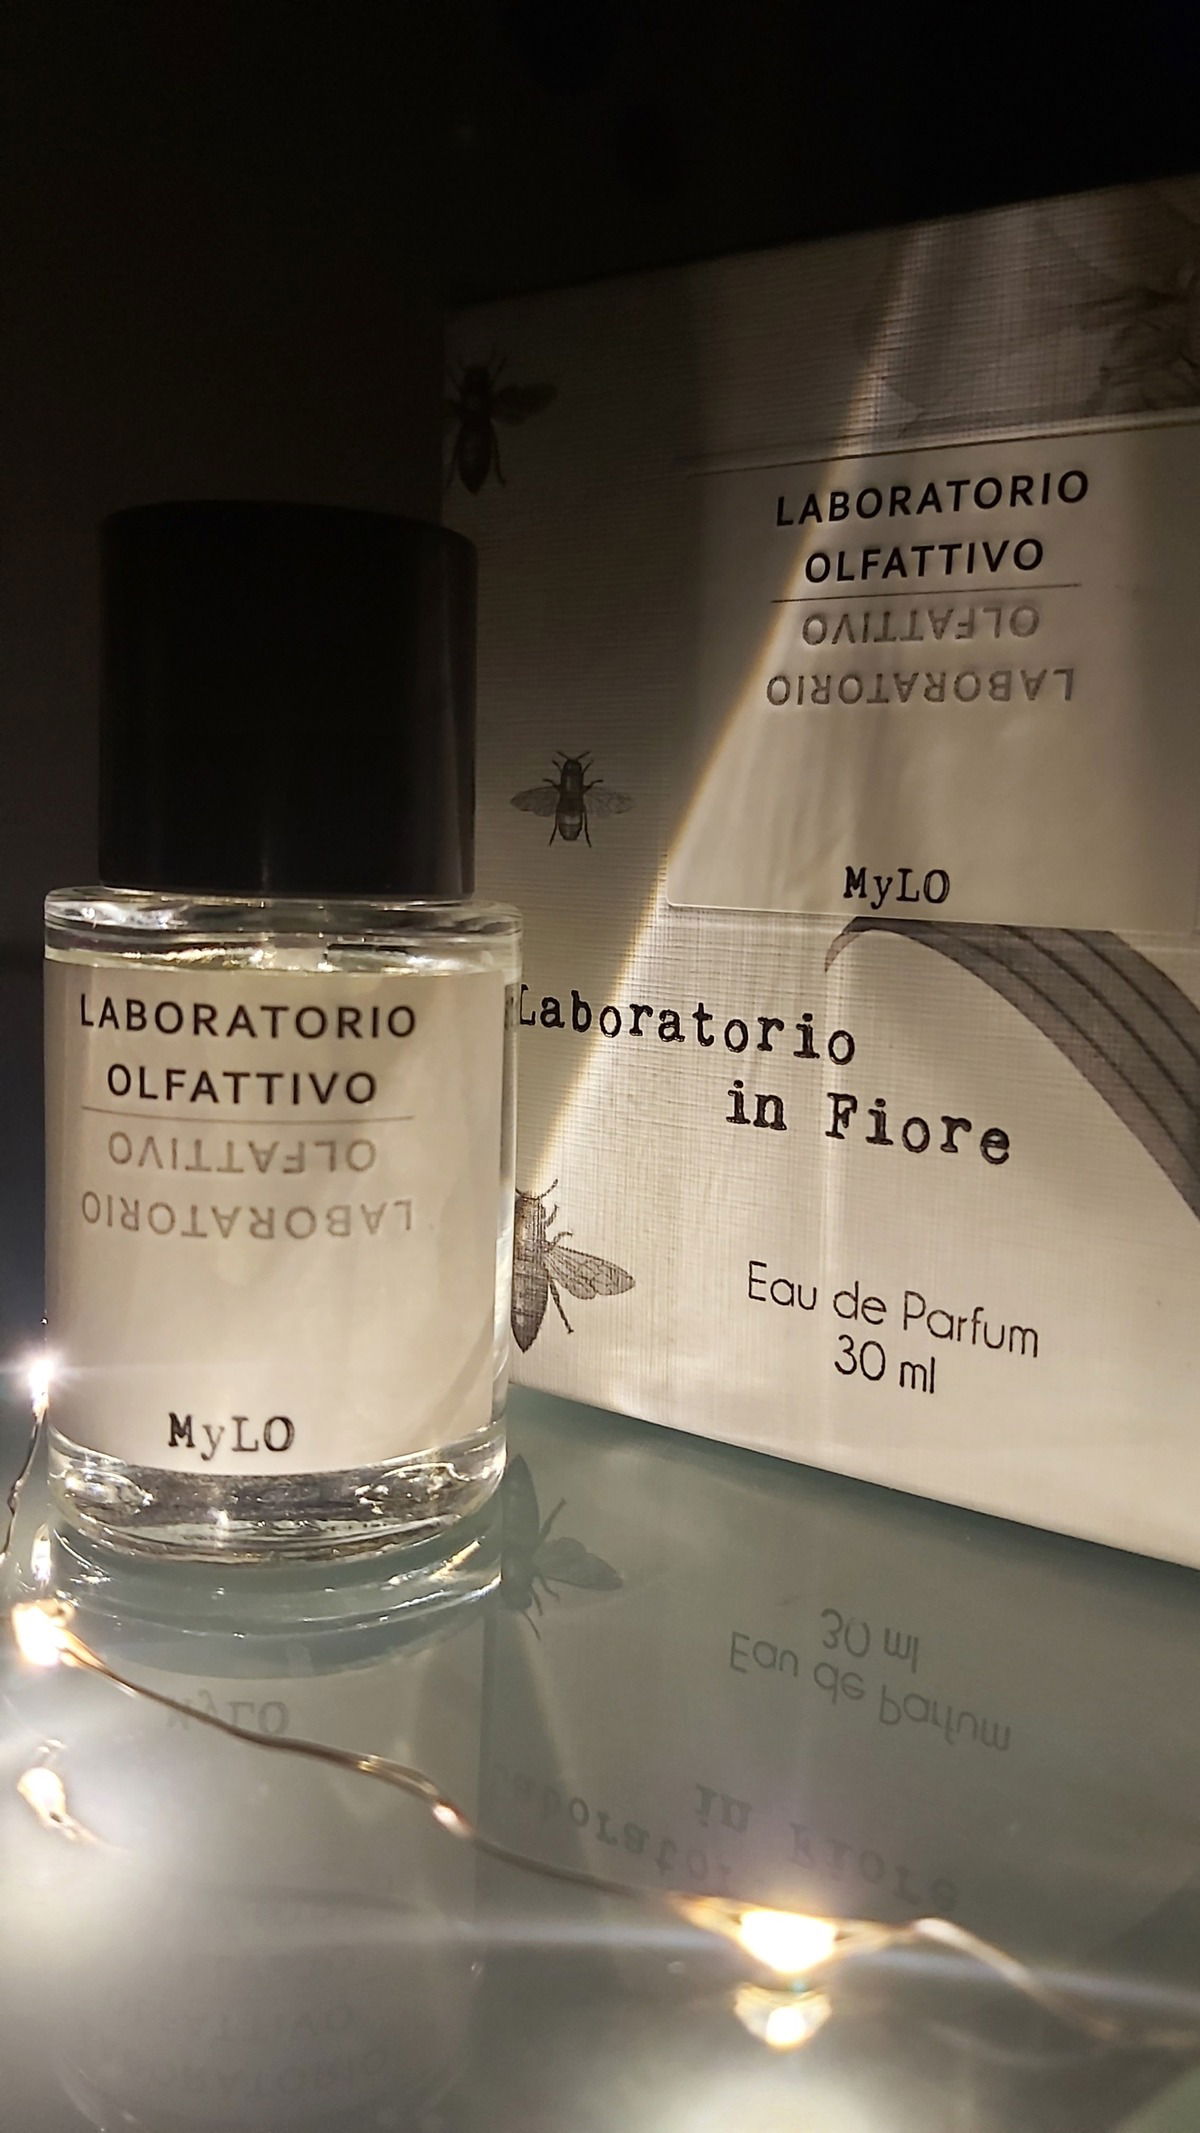 LABORATORIO
OLFATTIVO
OLFATTIVO
LABORATORIO
MyLO
Laboratorio
in Fiore
Eau de Parfum
30 ml
LABORATORIO
OLFATTIVO
OLFATTIVO
LABORATORIO
MyLO